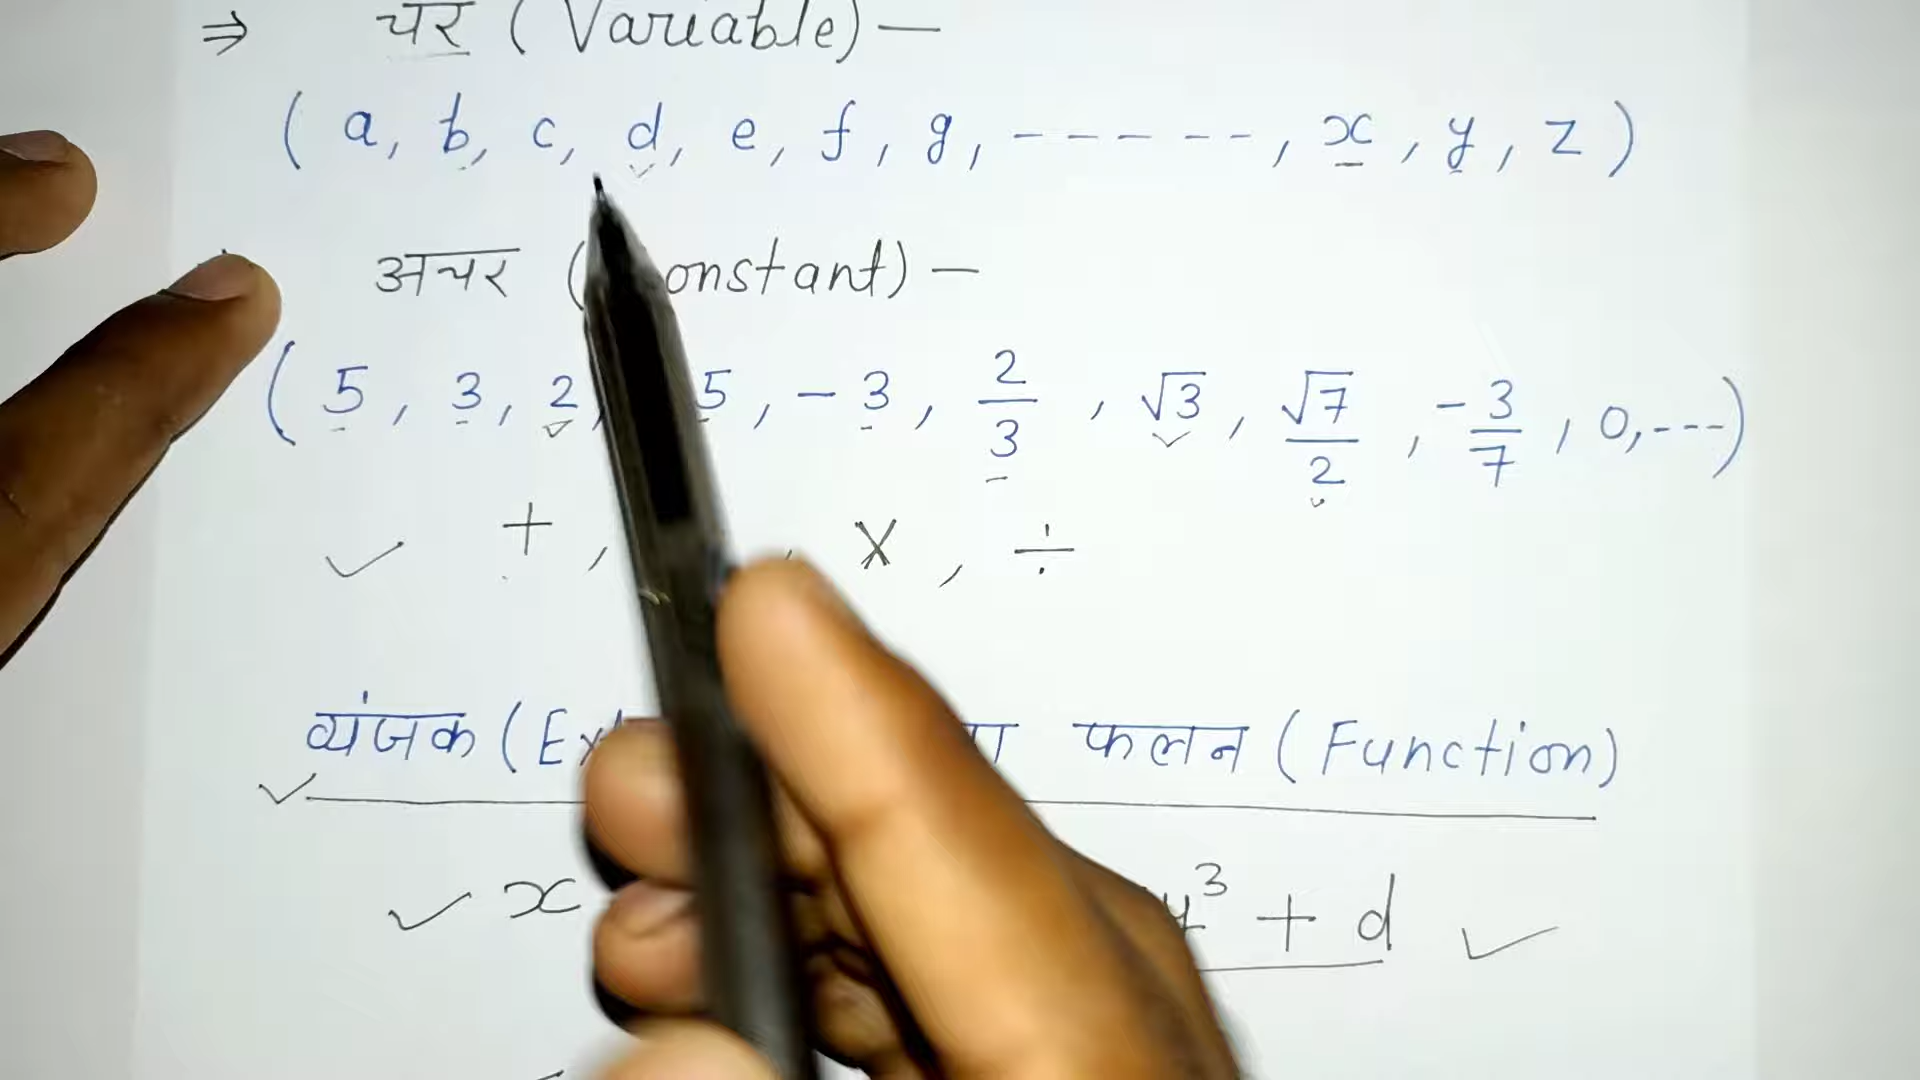 ⇒ चर (Variable) —
( a, b, c, d, e, f, g, ------, x, y, z )
अचर ( onstant) —
( 5, 3, 2, 5, -3, 2/3, √3, √7/2, -3/7, 0, ---)
✓ +, , ×, ÷
व्यंजक (Ex फलन (Function)
✓ x y³ + d ✓